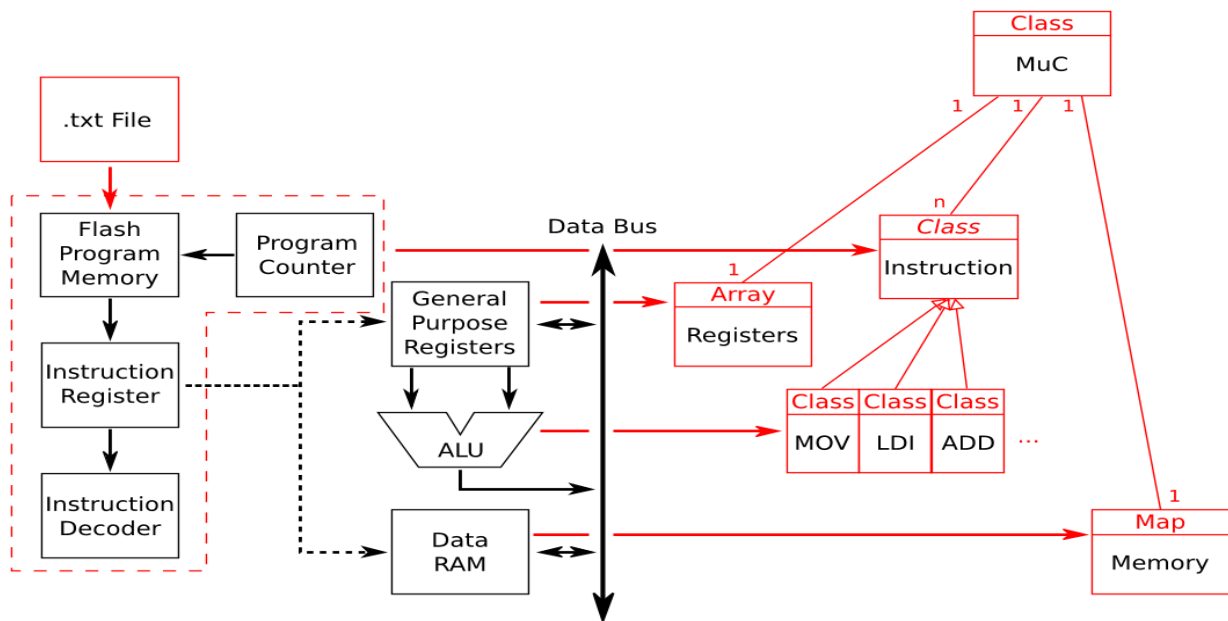 Class
MuC
1
1
1
.txt File
n
Class
Instruction
Flash
Program
Memory
Program
Counter
Data Bus
1
Array
Registers
General
Purpose
Registers
Instruction
Register
Class
MOV
Class
LDI
Class
ADD
...
ALU
Instruction
Decoder
Data
RAM
1
Map
Memory